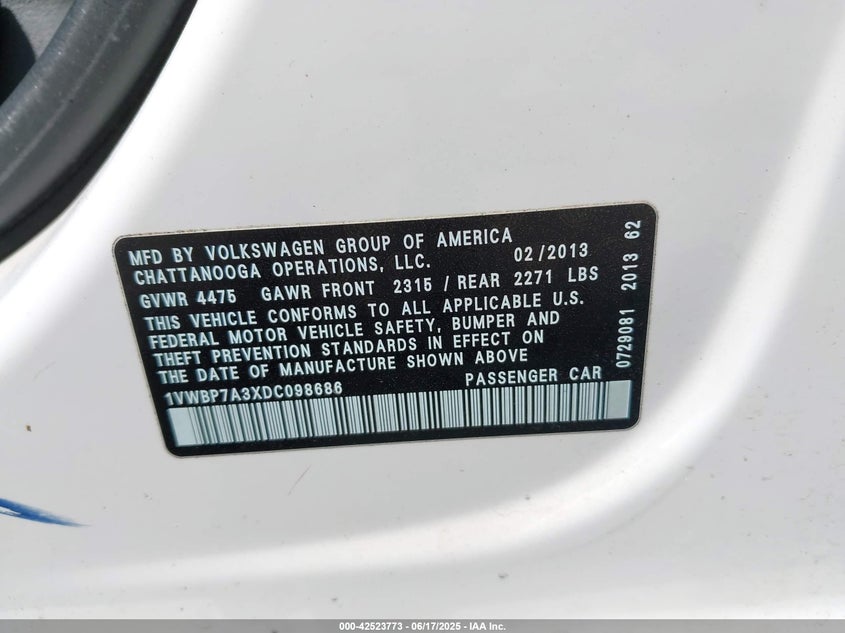 MFD BY VOLKSWAGEN GROUP OF AMERICA
CHATTANOOGA OPERATIONS, LLC. 02/2013
GVWR 4475 GAWR FRONT 2315 / REAR 2271 LBS
THIS VEHICLE CONFORMS TO ALL APPLICABLE U.S.
FEDERAL MOTOR VEHICLE SAFETY, BUMPER AND
THEFT PREVENTION STANDARDS IN EFFECT ON
THE DATE OF MANUFACTURE SHOWN ABOVE
1VWBP7A3XDC098686 PASSENGER CAR
0729081 2013 62
000-42523773 - 06/17/2025 - IAA Inc.